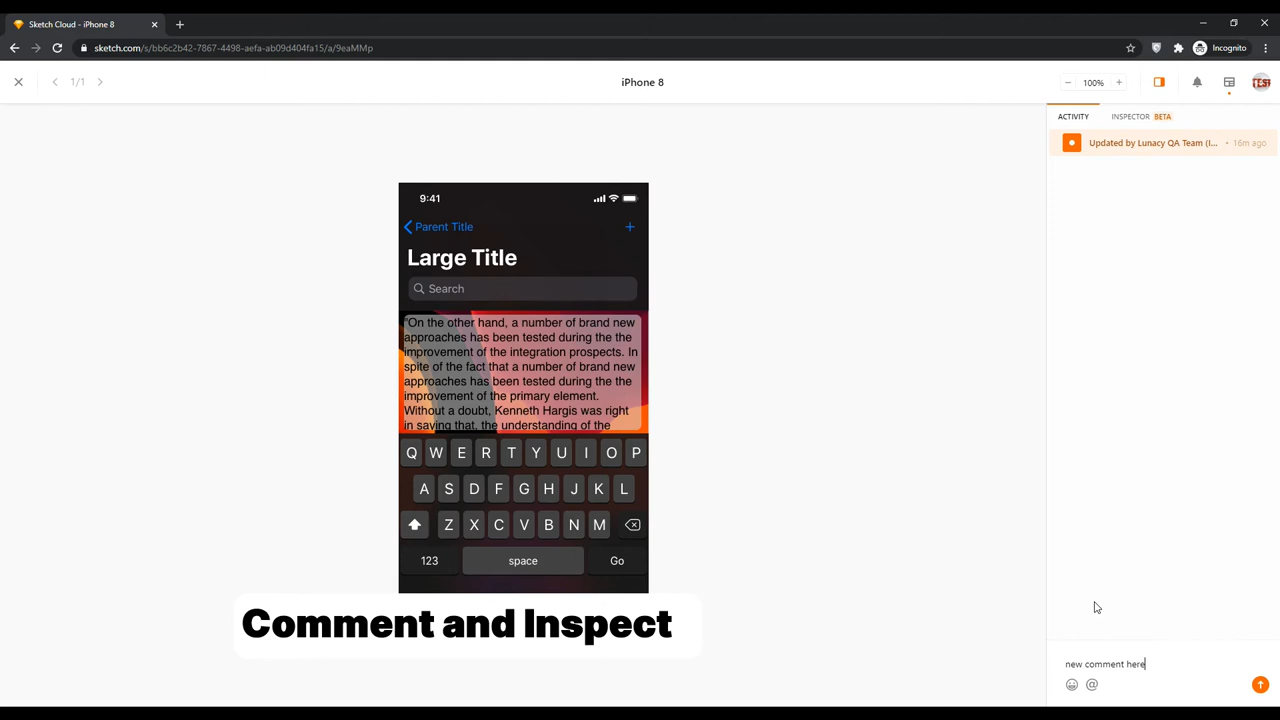 Sketch Cloud - iPhone 8
sketch.com/s/bb6c2b42-7867-4498-aefa-ab09d404fa15/a/9eaMMp
Incognito
1/1
iPhone 8
100%
TEST
ACTIVITY
INSPECTOR BETA
Updated by Lunacy QA Team (I... • 16m ago
9:41
Parent Title
Large Title
Search
"On the other hand, a number of brand new
approaches has been tested during the the
improvement of the integration prospects. In
spite of the fact that a number of brand new
approaches has been tested during the the
improvement of the primary element.
Without a doubt, Kenneth Hargis was right
in saying that, the understanding of the
Q W E R T Y U I O P
A S D F G H J K L
Z X C V B N M
123 space Go
Comment and Inspect
new comment here